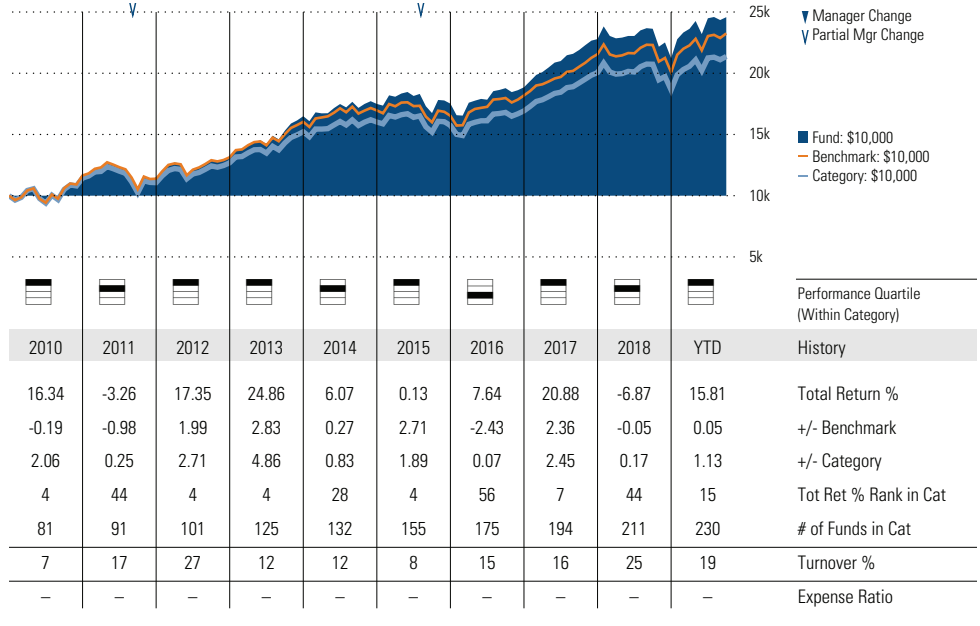 25k
Manager Change
Partial Mgr Change
20k
15k
Fund: $10,000
Benchmark: $10,000
Category: $10,000
10k
5k
Performance Quartile
(Within Category)
2010 2011 2012 2013 2014 2015 2016 2017 2018 YTD History
16.34 -3.26 17.35 24.86 6.07 0.13 7.64 20.88 -6.87 15.81 Total Return %
-0.19 -0.98 1.99 2.83 0.27 2.71 -2.43 2.36 -0.05 0.05 +/- Benchmark
2.06 0.25 2.71 4.86 0.83 1.89 0.07 2.45 0.17 1.13 +/- Category
4 44 4 4 28 4 56 7 44 15 Tot Ret % Rank in Cat
81 91 101 125 132 155 175 194 211 230 # of Funds in Cat
7 17 27 12 12 8 15 16 25 19 Turnover %
– – – – – – – – – – Expense Ratio